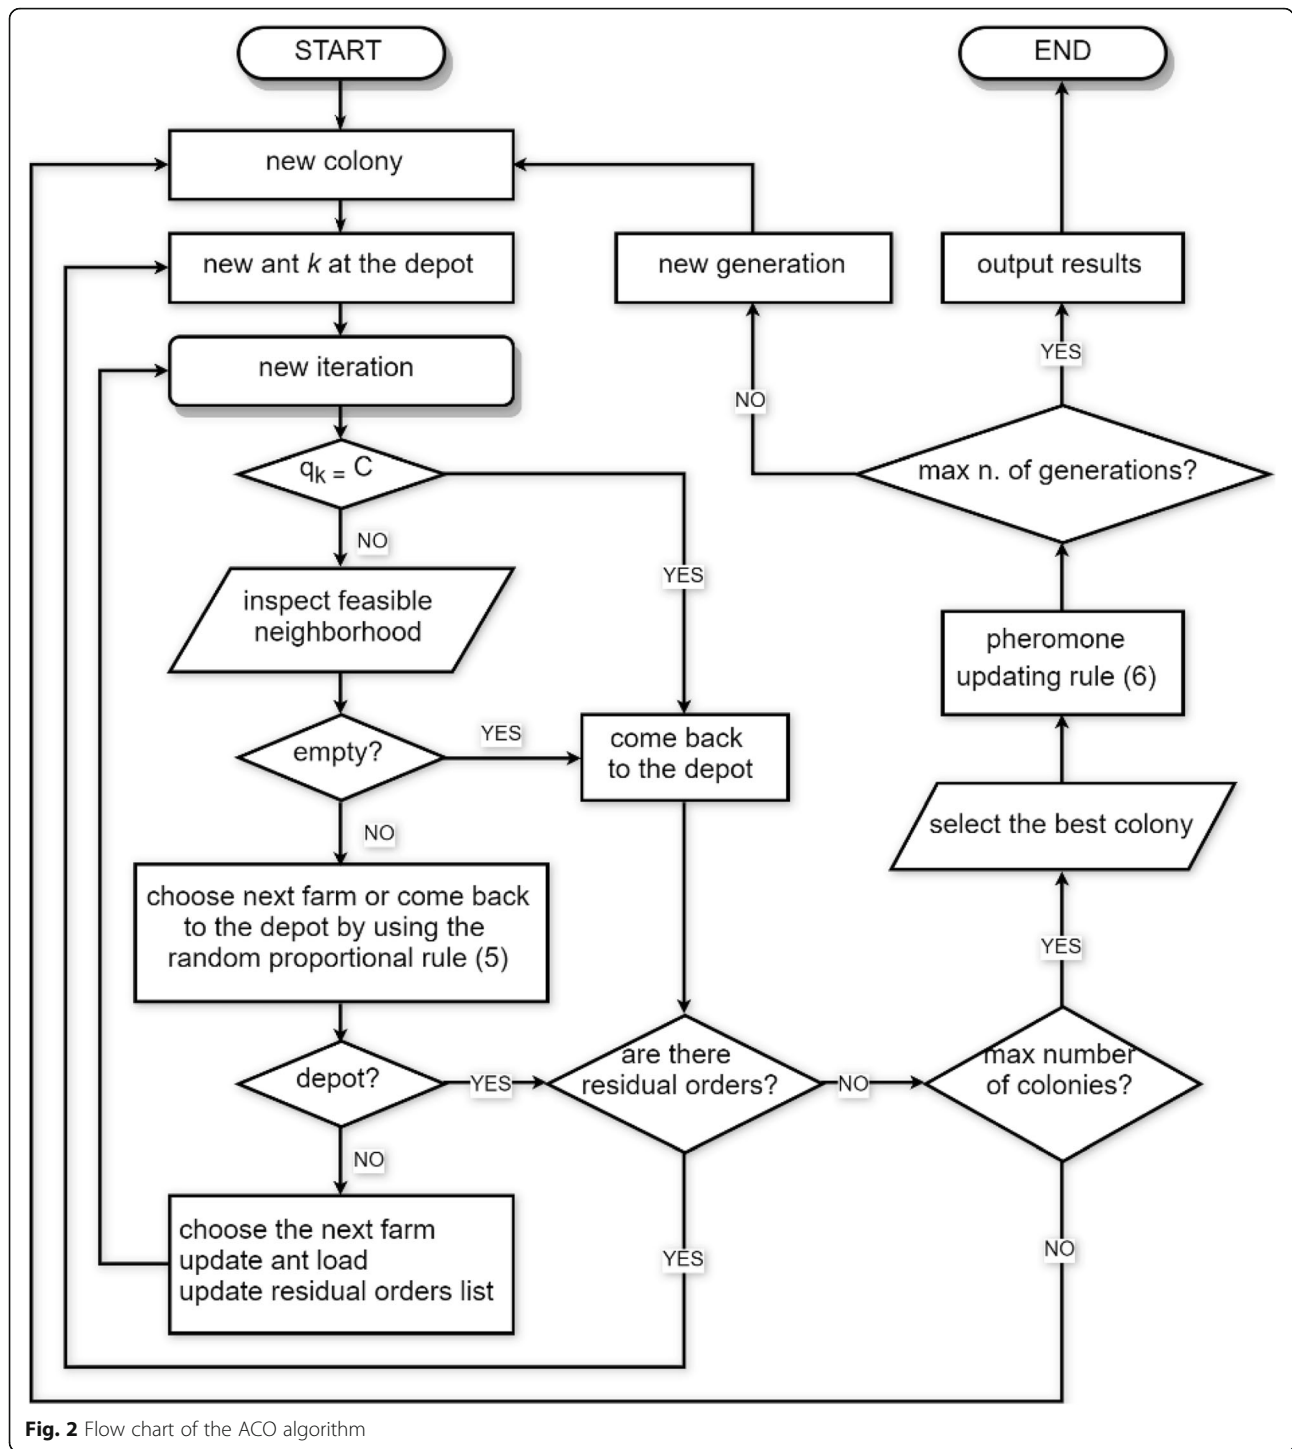 START
END
new colony
new ant k at the depot
new generation
output results
new iteration
YES
NO
qk = C
max n. of generations?
NO
YES
inspect feasible
neighborhood
pheromone
updating rule (6)
empty?
YES
come back
to the depot
select the best colony
NO
choose next farm or come back
to the depot by using the
random proportional rule (5)
YES
depot?
YES
are there
residual orders?
NO
max number
of colonies?
NO
choose the next farm
update ant load
update residual orders list
YES
NO
Fig. 2 Flow chart of the ACO algorithm